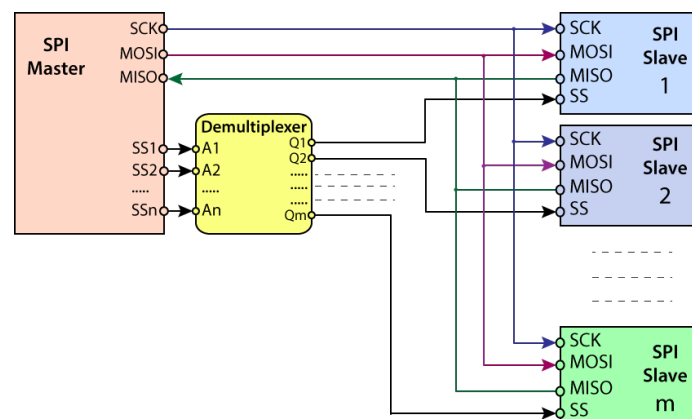 SPI
Master
SCK
MOSI
MISO
SS1
SS2
.....
SSn
Demultiplexer
A1
A2
.....
An
Q1
Q2
.....
.....
.....
Qm
SCK
MOSI
MISO
SS
SPI
Slave
1
SCK
MOSI
MISO
SS
SPI
Slave
2
SCK
MOSI
MISO
SS
SPI
Slave
m